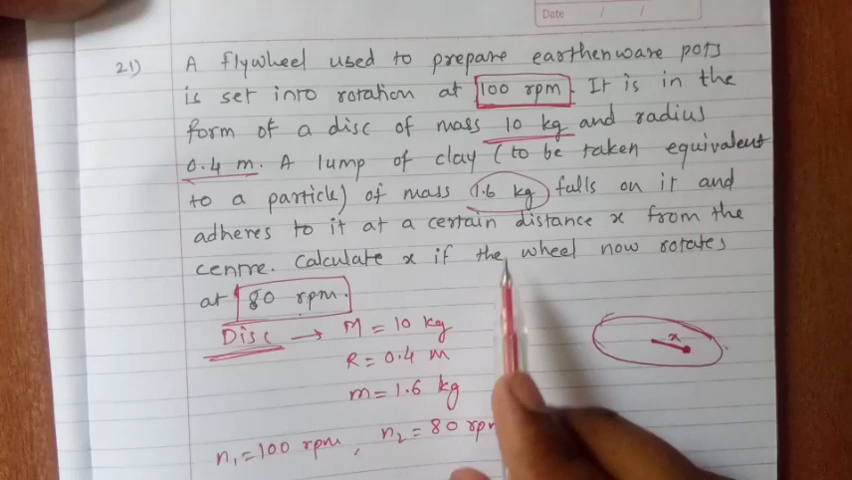 Date / /
21) A flywheel used to prepare earthenware pots
is set into rotation at 100 rpm. It is in the
form of a disc of mass 10 kg and radius
0.4 m. A lump of clay (to be taken equivalent
to a particle) of mass 1.6 kg falls on it and
adheres to it at a certain distance x from the
centre. Calculate x if the wheel now rotates
at 80 rpm.
Disc → M = 10 kg
x
R = 0.4 m
m = 1.6 kg
n₁ = 100 rpm, n₂ = 80 rpm